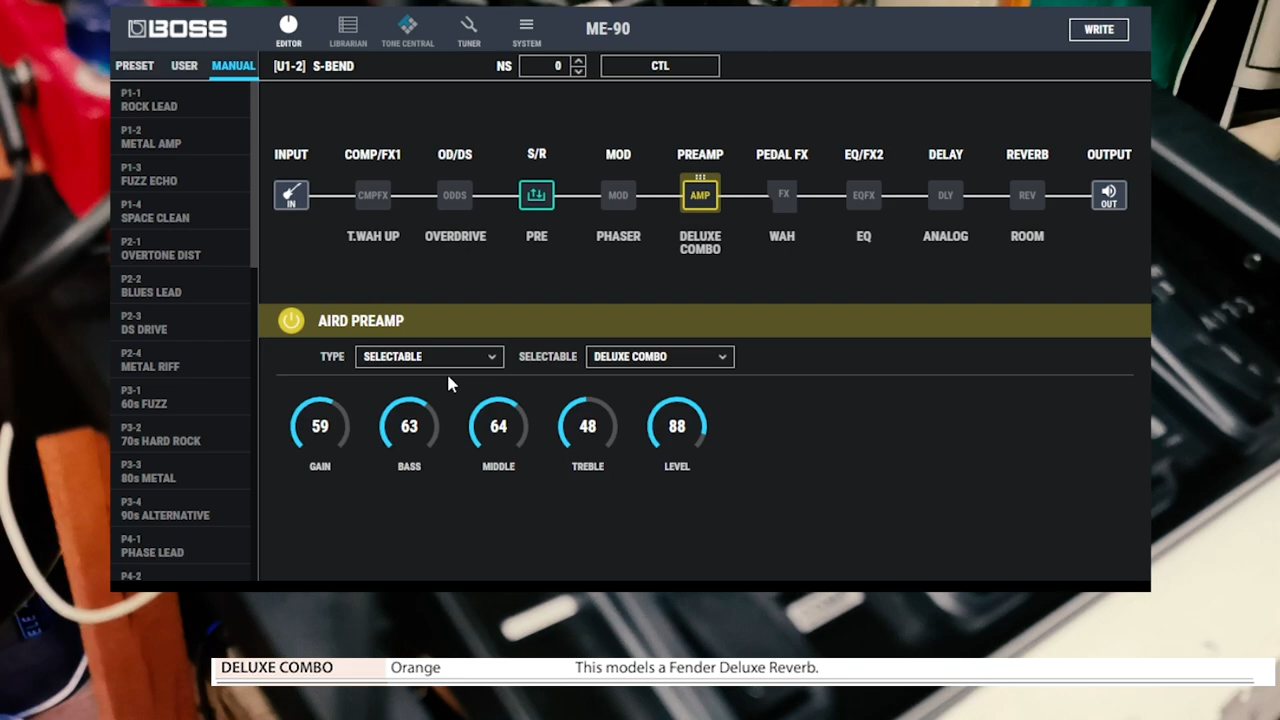 BOSS
EDITOR
LIBRARIAN
TONE CENTRAL
TUNER
SYSTEM
ME-90
WRITE
PRESET USER MANUAL
[U1-2] S-BEND
NS 0
CTL
P1-1
ROCK LEAD
P1-2
METAL AMP
P1-3
FUZZ ECHO
P1-4
SPACE CLEAN
P2-1
OVERTONE DIST
P2-2
BLUES LEAD
P2-3
DS DRIVE
P2-4
METAL RIFF
P3-1
60s FUZZ
P3-2
70s HARD ROCK
P3-3
80s METAL
P3-4
90s ALTERNATIVE
P4-1
PHASE LEAD
P4-2
INPUT COMP/FX1 OD/DS S/R MOD PREAMP PEDAL FX EQ/FX2 DELAY REVERB OUTPUT
IN CMPFX ODDS MOD AMP FX EQFX DLY REV OUT
T.WAH UP OVERDRIVE PRE PHASER DELUXE COMBO WAH EQ ANALOG ROOM
AIRD PREAMP
TYPE SELECTABLE SELECTABLE DELUXE COMBO
59 63 64 48 88
GAIN BASS MIDDLE TREBLE LEVEL
DELUXE COMBO Orange This models a Fender Deluxe Reverb.